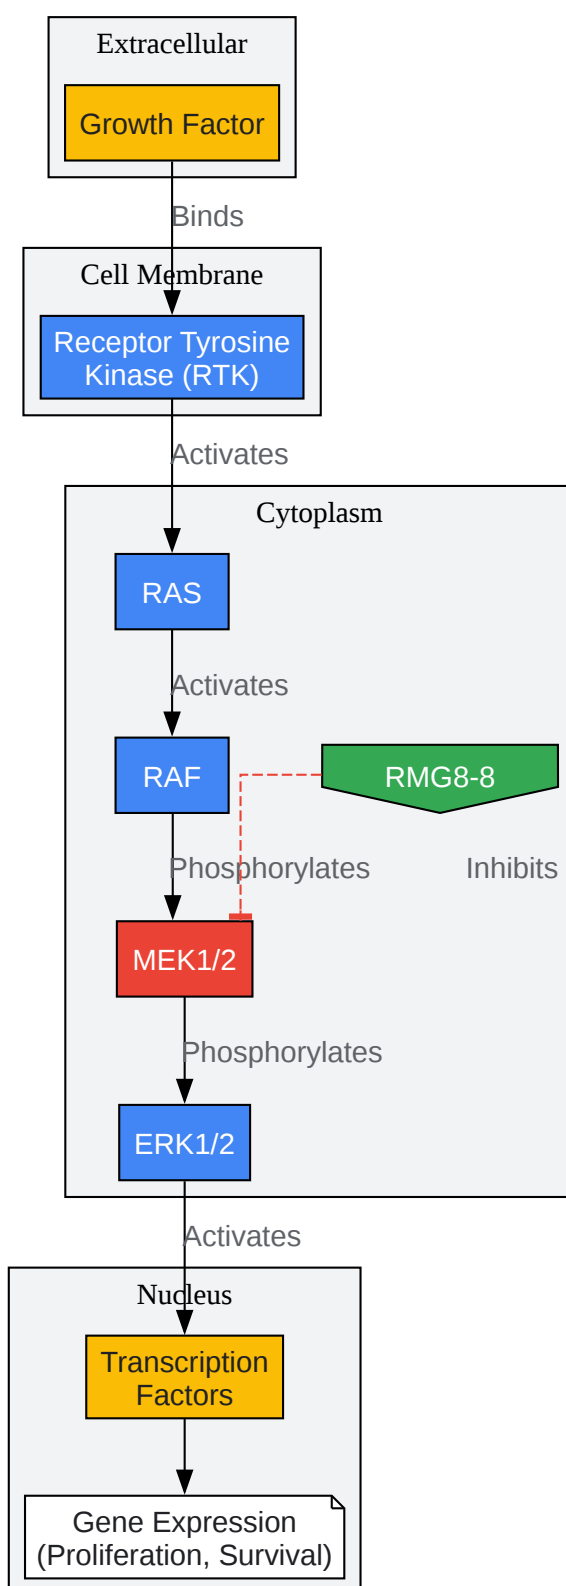 Extracellular
Growth Factor
Binds
Cell Membrane
Receptor Tyrosine
Kinase (RTK)
Activates
Cytoplasm
RAS
Activates
RAF
RMG8-8
Phosphorylates
Inhibits
MEK1/2
Phosphorylates
ERK1/2
Activates
Nucleus
Transcription
Factors
Gene Expression
(Proliferation, Survival)